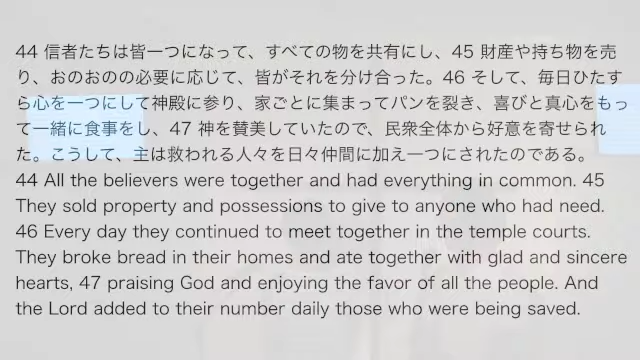 44 信者たちは皆一つになって、すべての物を共有にし、45 財産や持ち物を売
り、おのおのの必要に応じて、皆がそれを分け合った。46 そして、毎日ひたす
ら心を一つにして神殿に参り、家ごとに集まってパンを裂き、喜びと真心をもっ
て一緒に食事をし、47 神を賛美していたので、民衆全体から好意を寄せられ
た。こうして、主は救われる人々を日々仲間に加え一つにされたのである。
44 All the believers were together and had everything in common. 45
They sold property and possessions to give to anyone who had need.
46 Every day they continued to meet together in the temple courts.
They broke bread in their homes and ate together with glad and sincere
hearts, 47 praising God and enjoying the favor of all the people. And
the Lord added to their number daily those who were being saved.